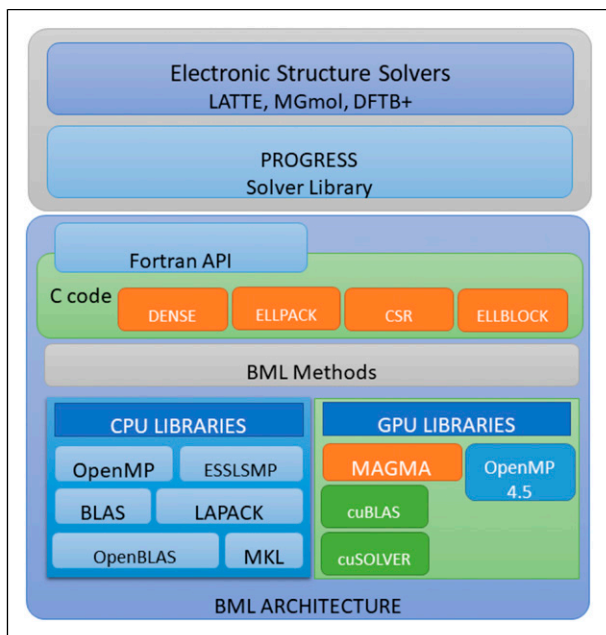 Electronic Structure Solvers
LATTE, MGmol, DFTB+
PROGRESS
Solver Library
Fortran API
C code
DENSE
ELLPACK
CSR
ELLBLOCK
BML Methods
CPU LIBRARIES
OpenMP
ESSLSMP
BLAS
LAPACK
OpenBLAS
MKL
GPU LIBRARIES
MAGMA
OpenMP
4.5
cuBLAS
cuSOLVER
BML ARCHITECTURE